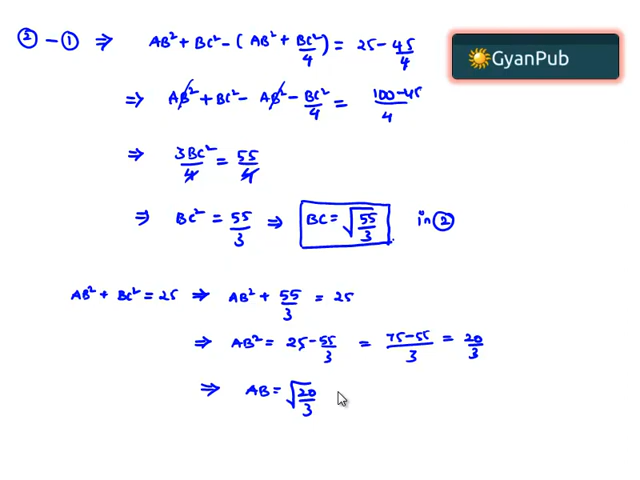 ② - ① ⇒ AB² + BC² - (AB² + BC²/4) = 25 - 45/4
GyanPub
⇒ AB² + BC² - AB² - BC²/4 = 100-45/4
⇒ 3BC²/4 = 55/4
⇒ BC² = 55/3 ⇒ BC = √55/3 in ②
AB² + BC² = 25 ⇒ AB² + 55/3 = 25
⇒ AB² = 25 - 55/3 = 75-55/3 = 20/3
⇒ AB = √20/3